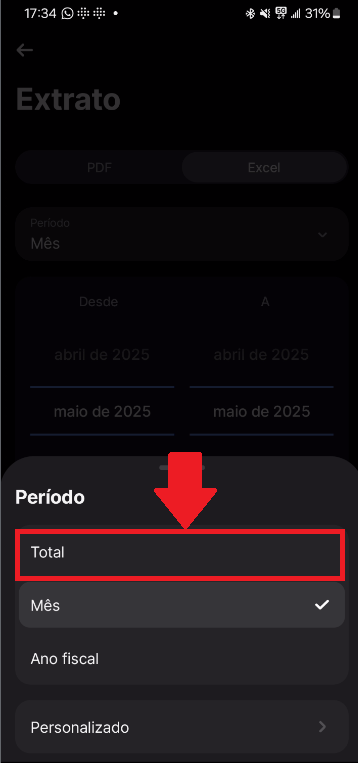 17:34
5G 31%
Extrato
PDF Excel
Período
Mês
Desde A
abril de 2025 abril de 2025
maio de 2025 maio de 2025
Período
Total
Mês
Ano fiscal
Personalizado